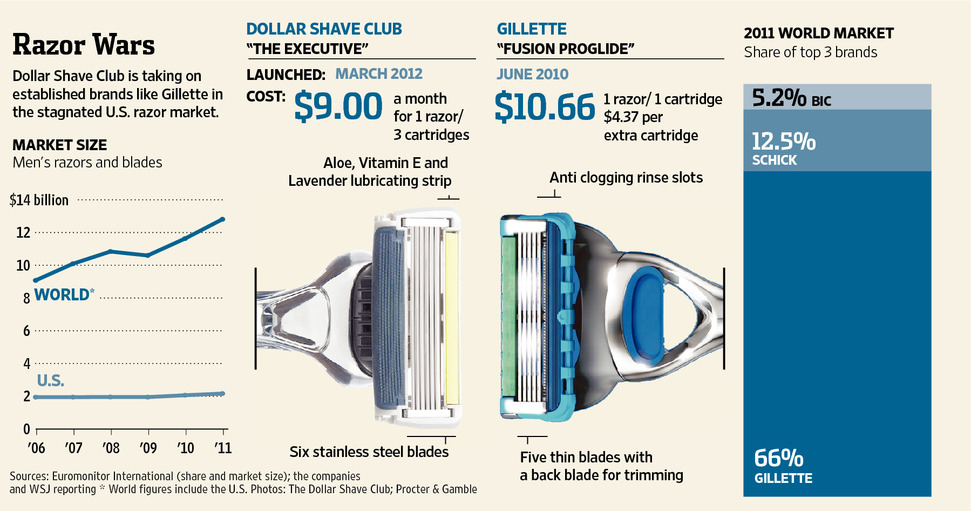 Razor Wars
Dollar Shave Club is taking on
established brands like Gillette in
the stagnated U.S. razor market.
MARKET SIZE
Men's razors and blades
$14 billion
12
10
8
WORLD*
6
4
U.S.
2
0
'06 '07 '08 '09 '10 '11
DOLLAR SHAVE CLUB
"THE EXECUTIVE"
LAUNCHED: MARCH 2012
COST: $9.00 a month
for 1 razor/
3 cartridges
Aloe, Vitamin E and
Lavender lubricating strip
Six stainless steel blades
GILLETTE
"FUSION PROGLIDE"
JUNE 2010
$10.66 1 razor/ 1 cartridge
$4.37 per
extra cartridge
Anti clogging rinse slots
Five thin blades with
a back blade for trimming
2011 WORLD MARKET
Share of top 3 brands
5.2% BIC
12.5%
SCHICK
66%
GILLETTE
Sources: Euromonitor International (share and market size); the companies
and WSJ reporting * World figures include the U.S. Photos: The Dollar Shave Club; Procter & Gamble